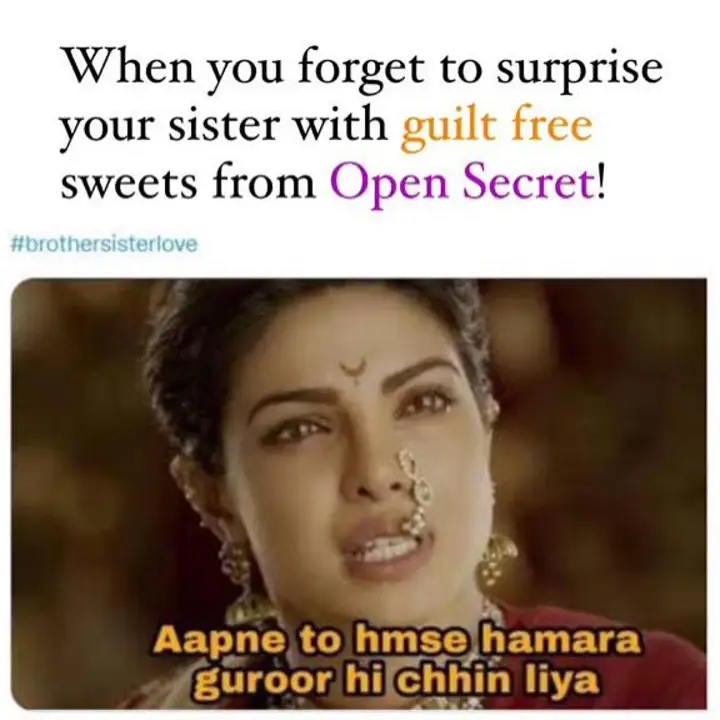 When you forget to surprise
your sister with guilt free
sweets from Open Secret!
#brothersisterlove
Aapne to hmse hamara
guroor hi chhin liya